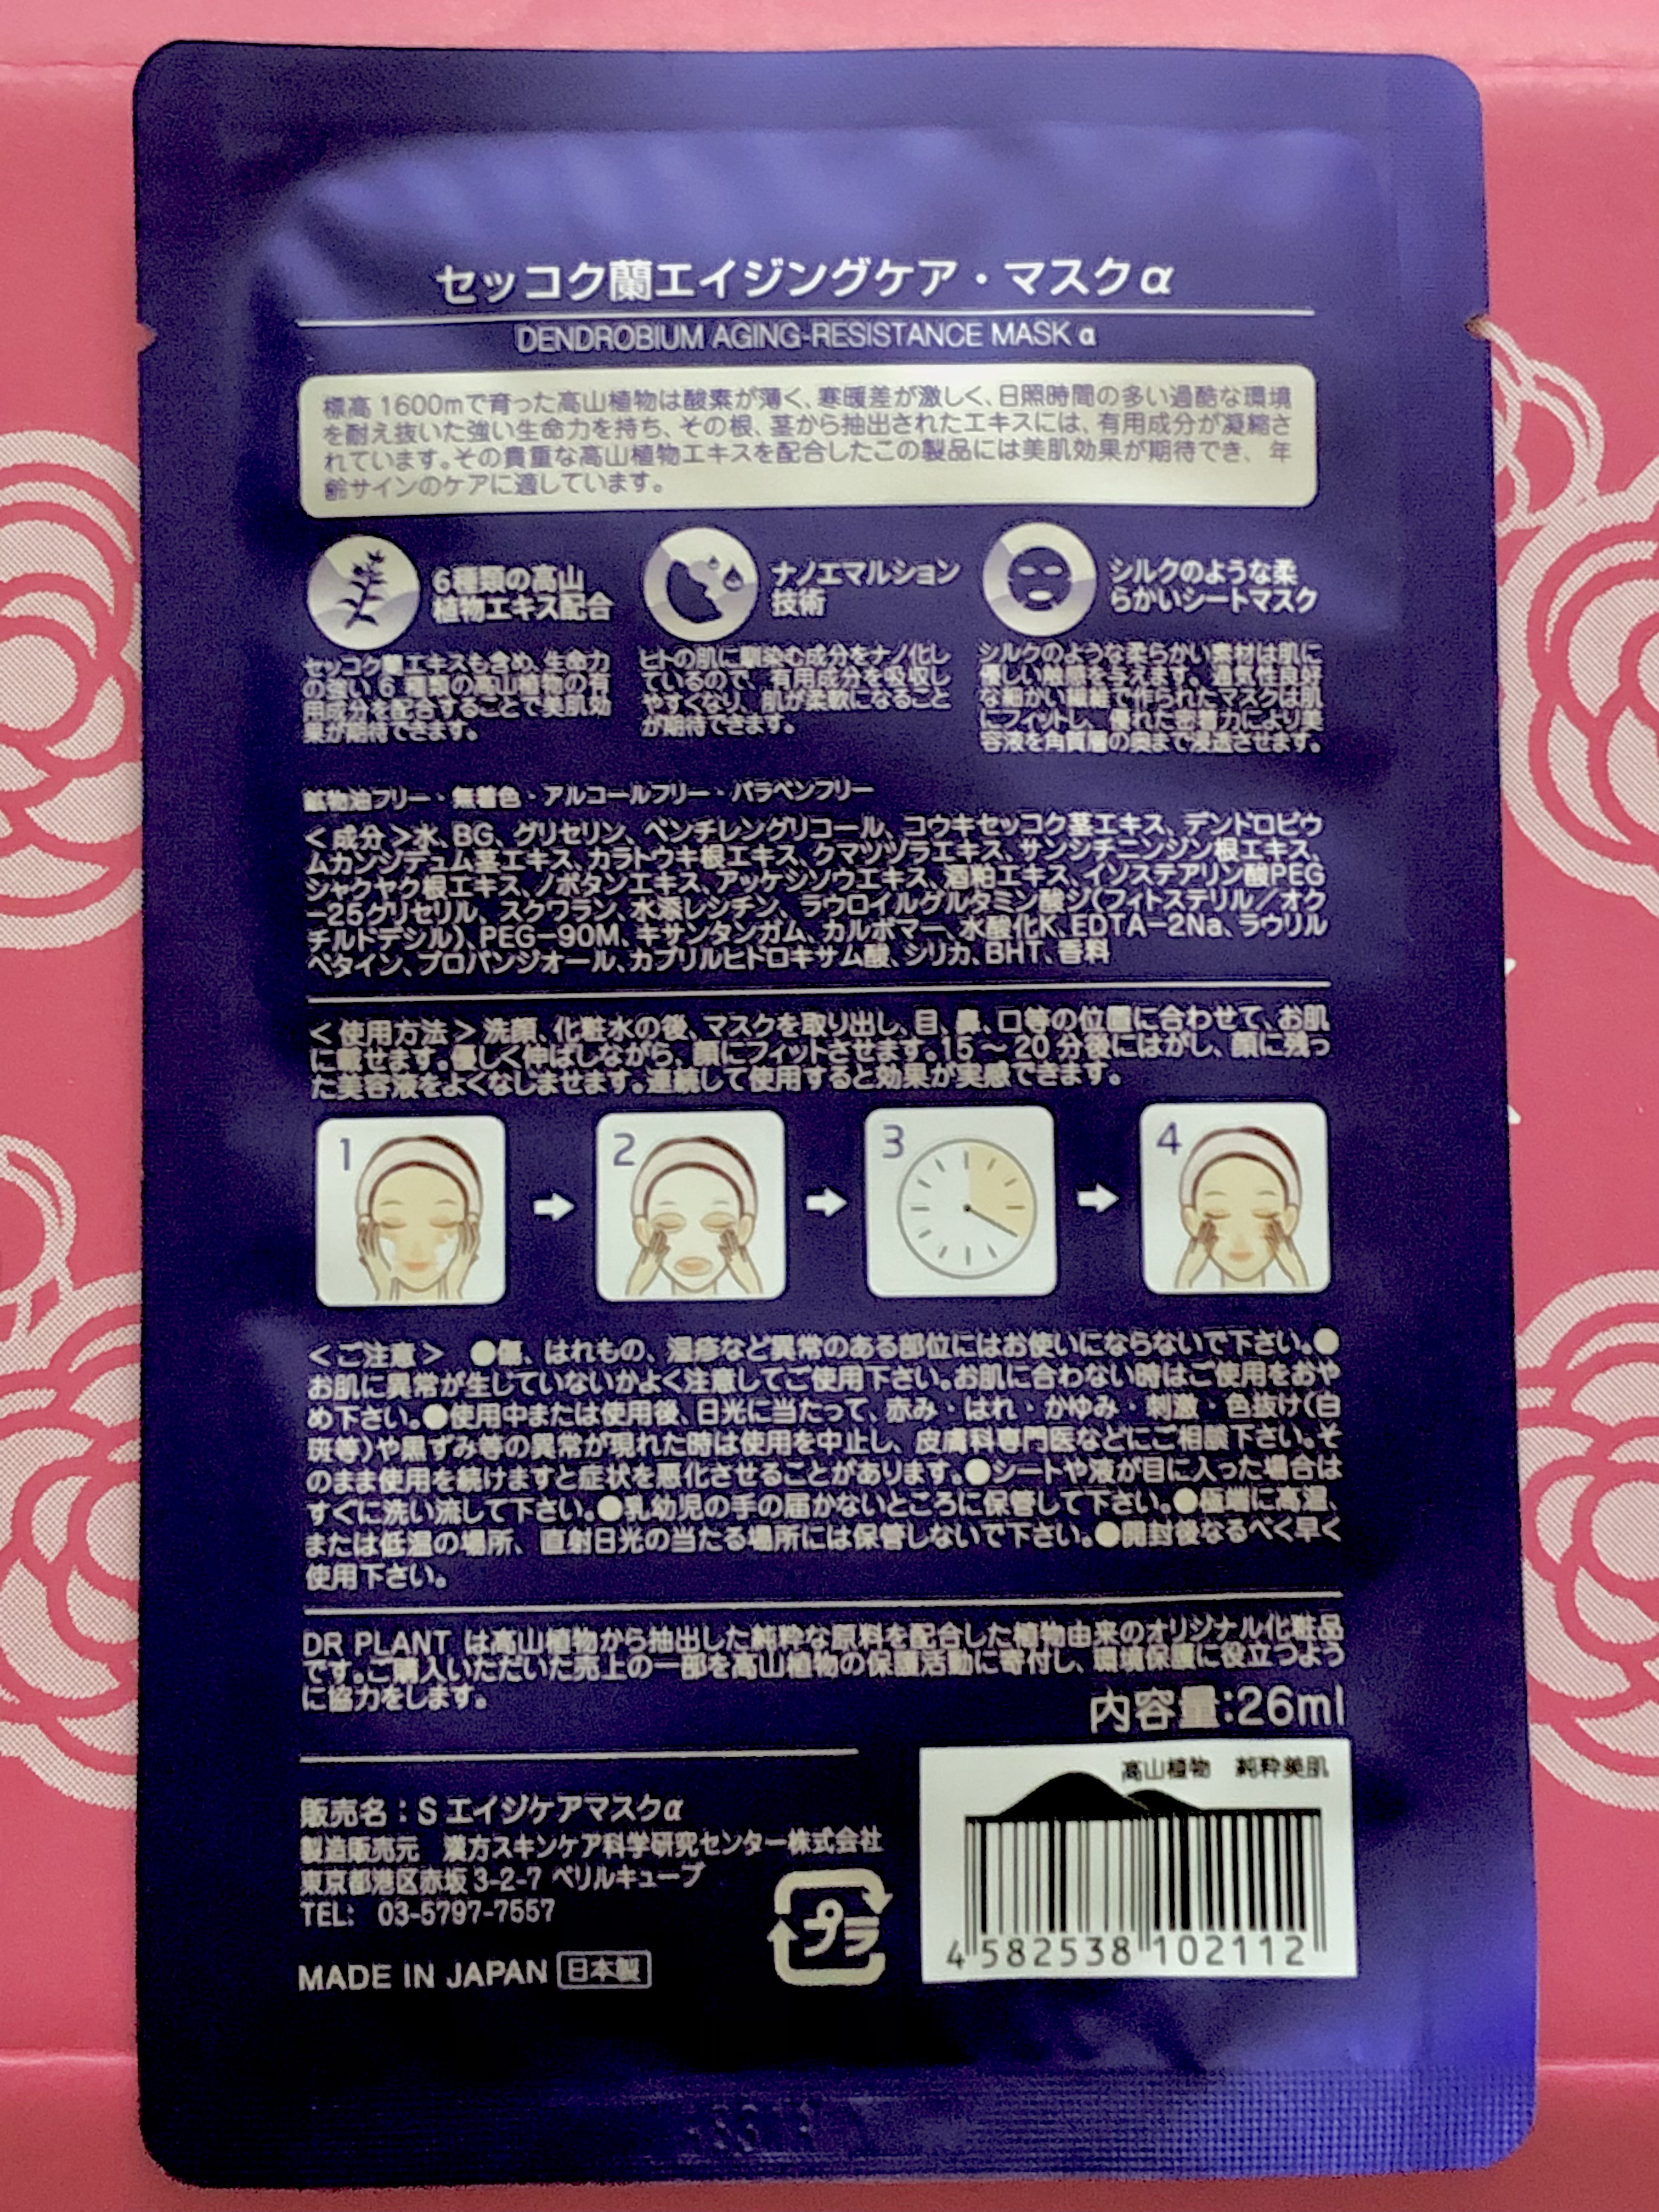 セッコク蘭エイジングケア・マスクα
DENDROBIUM AGING-RESISTANCE MASK α
標高1600mで育った高山植物は酸素が薄く、寒暖差が激しく、日照時間の多い過酷な環境
を耐え抜いた強い生命力を持ち、その根、茎から抽出されたエキスには、有用成分が凝縮さ
れています。その貴重な高山植物エキスを配合したこの製品には美肌効果が期待でき、年
齢サインのケアに適しています。
6種類の高山
植物エキス配合
セッコク蘭エキスも含め、生命力
の強い6種類の高山植物の有
用成分を配合することで美肌効
果が期待できます。
ナノエマルション
技術
ヒトの肌に馴染む成分をナノ化し
ているので、有用成分を吸収し
やすくなり、肌が柔軟になること
が期待できます。
シルクのような柔
らかいシートマスク
シルクのような柔らかい素材は肌に
優しい触感を与えます。通気性良好
な細かい繊維で作られたマスクは肌
にフィットし、優れた密着力により美
容液を角質層の奥まで浸透させます。
鉱物油フリー・無着色・アルコールフリー・パラベンフリー
＜成分＞水、BG、グリセリン、ペンチレングリコール、コウキセッコク茎エキス、デンドロビウ
ムカンジデュム茎エキス、カラトウキ根エキス、クマツヅラエキス、サンシチニンジン根エキス、
シャクヤク根エキス、ノボタンエキス、アッケシソウエキス、酒粕エキス、イソステアリン酸PEG
−25グリセリル、スクワラン、水添レシチン、ラウロイルグルタミン酸ジ(フィトステリル／オク
チルドデシル)、PEG−90M、キサンタンガム、カルボマー、水酸化K、EDTA−2Na、ラウリル
ベタイン、プロパンジオール、カプリルヒドロキサム酸、シリカ、BHT、香料
＜使用方法＞洗顔、化粧水の後、マスクを取り出し、目、鼻、口等の位置に合わせて、お肌
に載せます。優しく伸ばしながら、顔にフィットさせます。15～20分後にはがし、顔に残っ
た美容液をよくなじませます。連続して使用すると効果が実感できます。
1
2
3
4
＜ご注意＞ ●傷、はれもの、湿疹など異常のある部位にはお使いにならないで下さい。●
お肌に異常が生じていないかよく注意してご使用下さい。お肌に合わない時はご使用をおや
め下さい。●使用中または使用後、日光に当たって、赤み・はれ・かゆみ・刺激・色抜け(白
斑等)や黒ずみ等の異常が現れた時は使用を中止し、皮膚科専門医などにご相談下さい。そ
のまま使用を続けますと症状を悪化させることがあります。●シートや液が目に入った場合は
すぐに洗い流して下さい。●乳幼児の手の届かないところに保管して下さい。●極端に高温、
または低温の場所、直射日光の当たる場所には保管しないで下さい。●開封後なるべく早く
使用下さい。
DR PLANT は高山植物から抽出した純粋な原料を配合した植物由来のオリジナル化粧品
です。ご購入いただいた売上の一部を高山植物の保護活動に寄付し、環境保護に役立つよう
に協力をします。
内容量:26ml
販売名：S エイジケアマスクα
製造販売元 漢方スキンケア科学研究センター株式会社
東京都港区赤坂3-2-7 ベリルキューブ
TEL: 03-5797-7557
MADE IN JAPAN 日本製
プラ
高山植物 純粋美肌
4 582538 102112